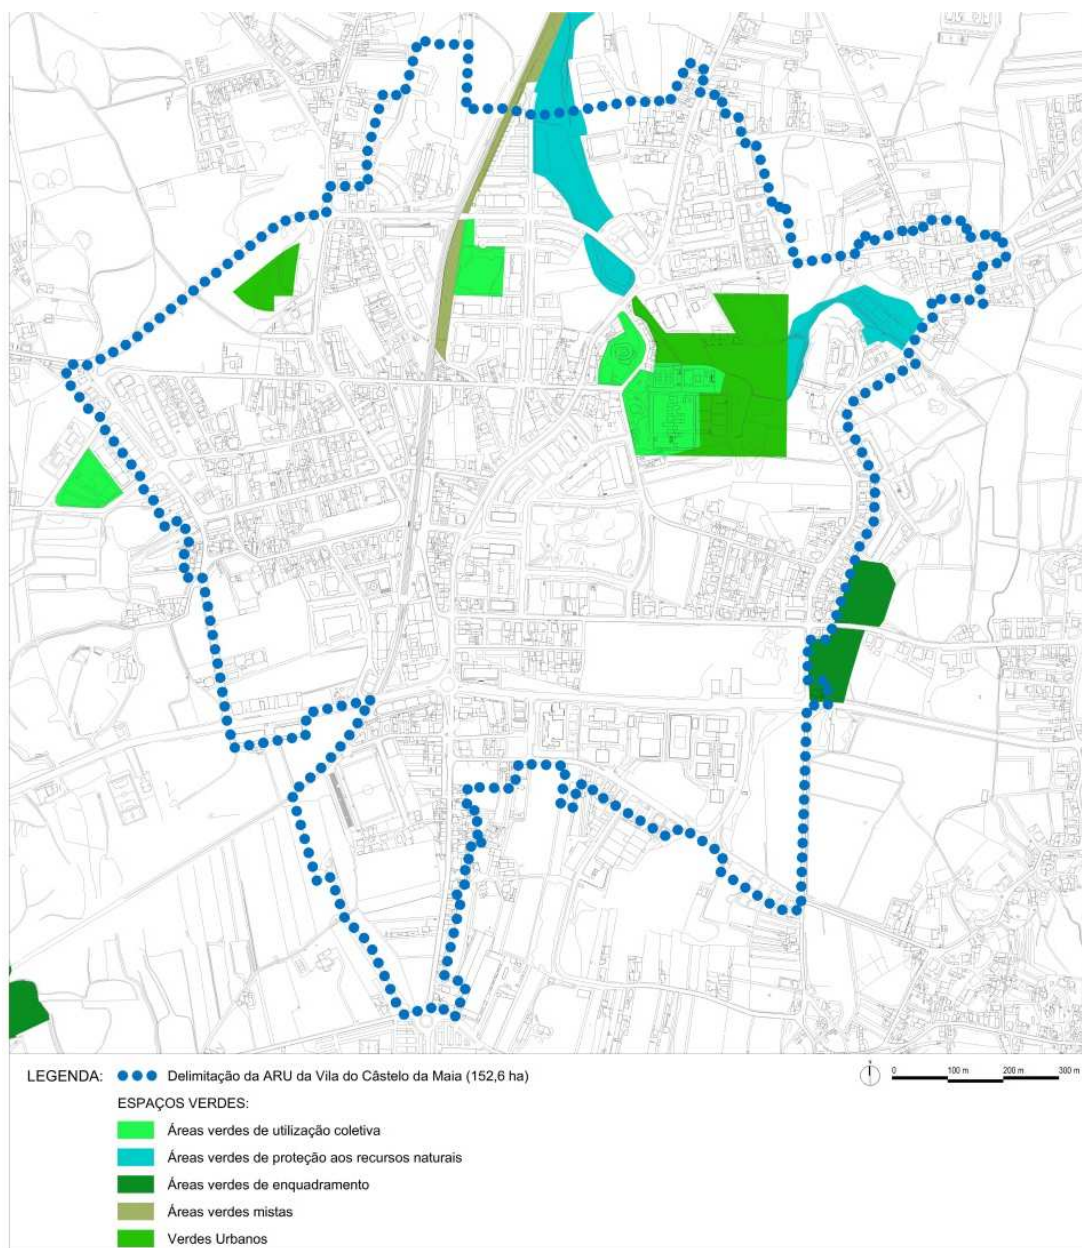 LEGENDA: Delimitação da ARU da Vila do Câstelo da Maia (152,6 ha)
0 100 m 200 m 300 m
ESPAÇOS VERDES:
Áreas verdes de utilização coletiva
Áreas verdes de proteção aos recursos naturais
Áreas verdes de enquadramento
Áreas verdes mistas
Verdes Urbanos